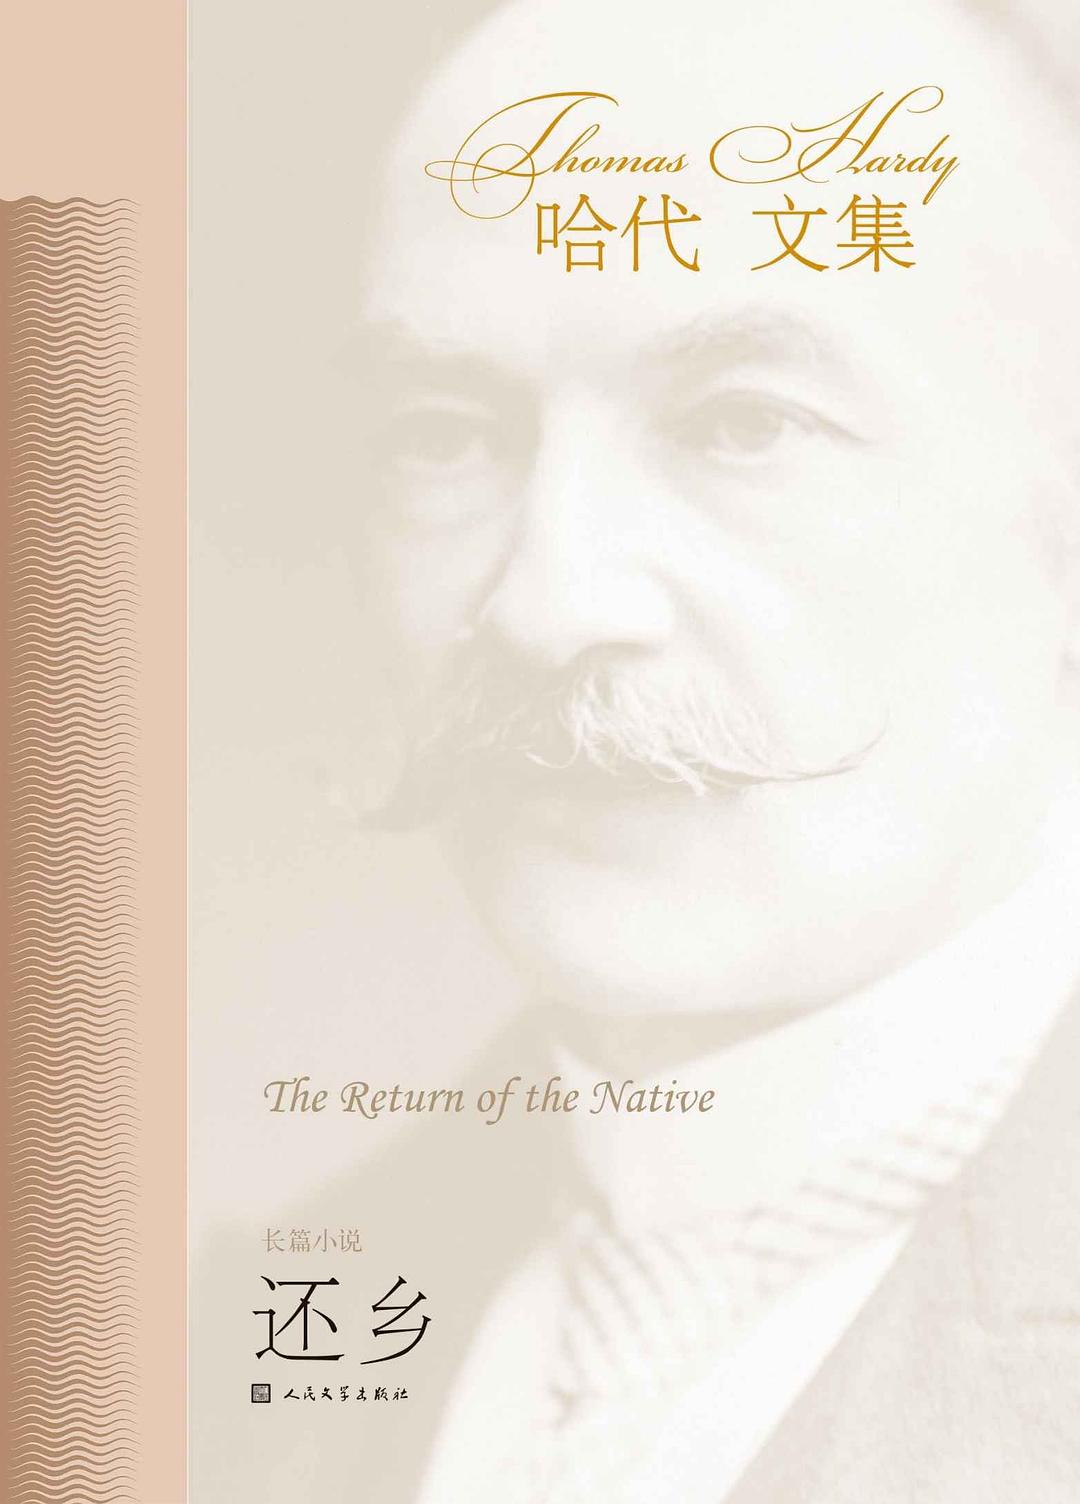 Thomas Hardy
哈代 文集
The Return of the Native
长篇小说
还乡
人民文学出版社